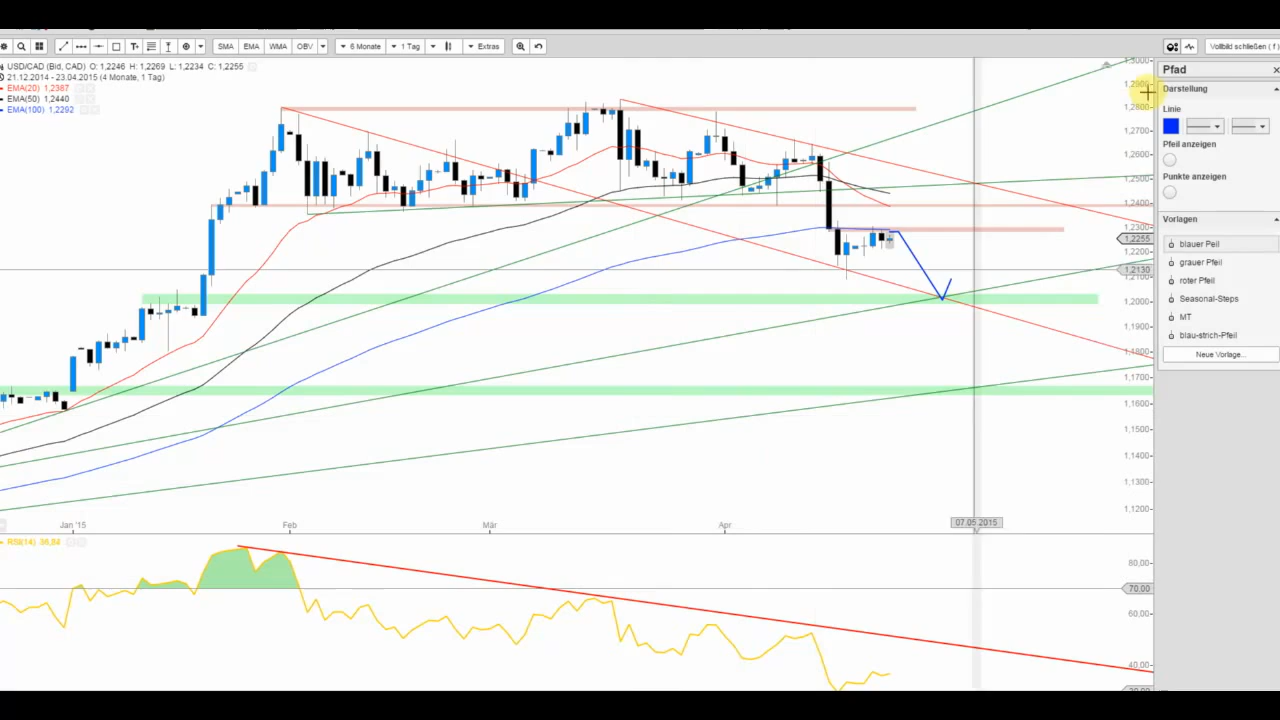 SMA EMA WMA OBV 6 Monate 1 Tag Extras Vollbild schließen ( f )
USD/CAD (Bid, CAD) O: 1,2246 H: 1,2269 L: 1,2234 C: 1,2255
21.12.2014 - 23.04.2015 (4 Monate, 1 Tag)
EMA(20) 1,2387
EMA(50) 1,2440
EMA(100) 1,2292
1,3000
1,2900
1,2800
1,2700
1,2600
1,2500
1,2400
1,2300
1,2255
1,2200
1,2130
1,2100
1,2000
1,1900
1,1800
1,1700
1,1600
1,1500
1,1400
1,1300
1,1200
Jan '15 Feb Mär Apr 07.05.2015
RSI(14) 36,84
80,00
70,00
60,00
40,00
Pfad
Darstellung
Linie
Pfeil anzeigen
Punkte anzeigen
Vorlagen
blauer Peil
grauer Pfeil
roter Pfeil
Seasonal-Steps
MT
blau-strich-Pfeil
Neue Vorlage...